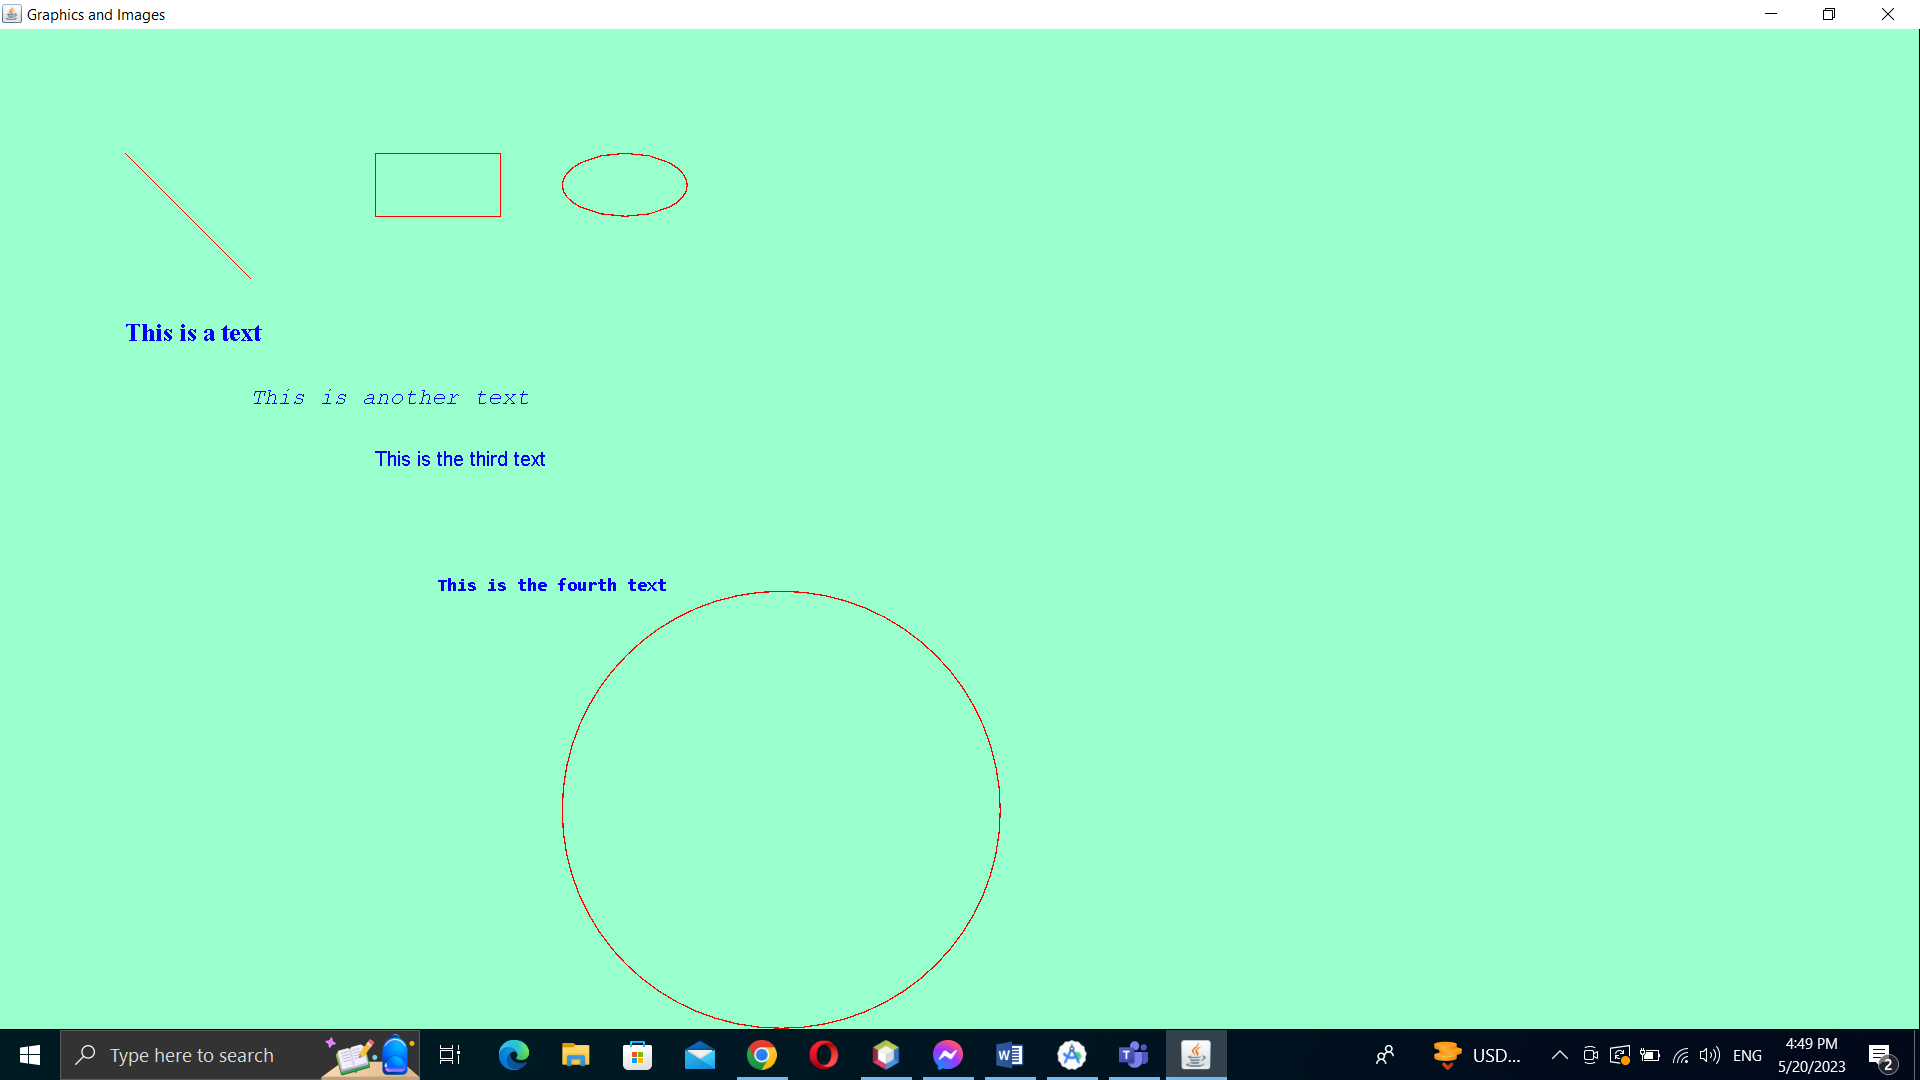 Graphics and Images
This is a text
This is another text
This is the third text
This is the fourth text
Type here to search
USD...
ENG
4:49 PM
5/20/2023
2